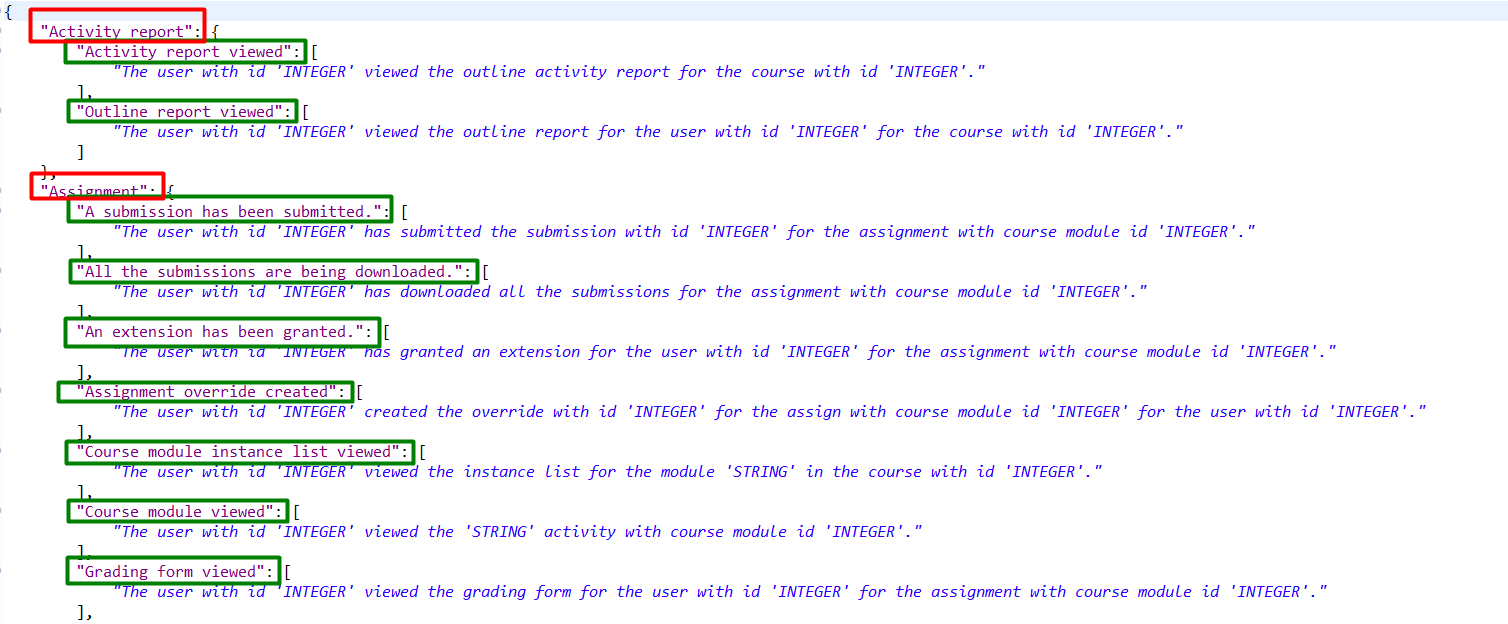 {
"Activity report": {
"Activity report viewed": [
"The user with id 'INTEGER' viewed the outline activity report for the course with id 'INTEGER'."
],
"Outline report viewed": [
"The user with id 'INTEGER' viewed the outline report for the user with id 'INTEGER' for the course with id 'INTEGER'."
]
},
"Assignment": {
"A submission has been submitted.": [
"The user with id 'INTEGER' has submitted the submission with id 'INTEGER' for the assignment with course module id 'INTEGER'."
],
"All the submissions are being downloaded.": [
"The user with id 'INTEGER' has downloaded all the submissions for the assignment with course module id 'INTEGER'."
],
"An extension has been granted.": [
"The user with id 'INTEGER' has granted an extension for the user with id 'INTEGER' for the assignment with course module id 'INTEGER'."
],
"Assignment override created": [
"The user with id 'INTEGER' created the override with id 'INTEGER' for the assign with course module id 'INTEGER' for the user with id 'INTEGER'."
],
"Course module instance list viewed": [
"The user with id 'INTEGER' viewed the instance list for the module 'STRING' in the course with id 'INTEGER'."
],
"Course module viewed": [
"The user with id 'INTEGER' viewed the 'STRING' activity with course module id 'INTEGER'."
],
"Grading form viewed": [
"The user with id 'INTEGER' viewed the grading form for the user with id 'INTEGER' for the assignment with course module id 'INTEGER'."
],